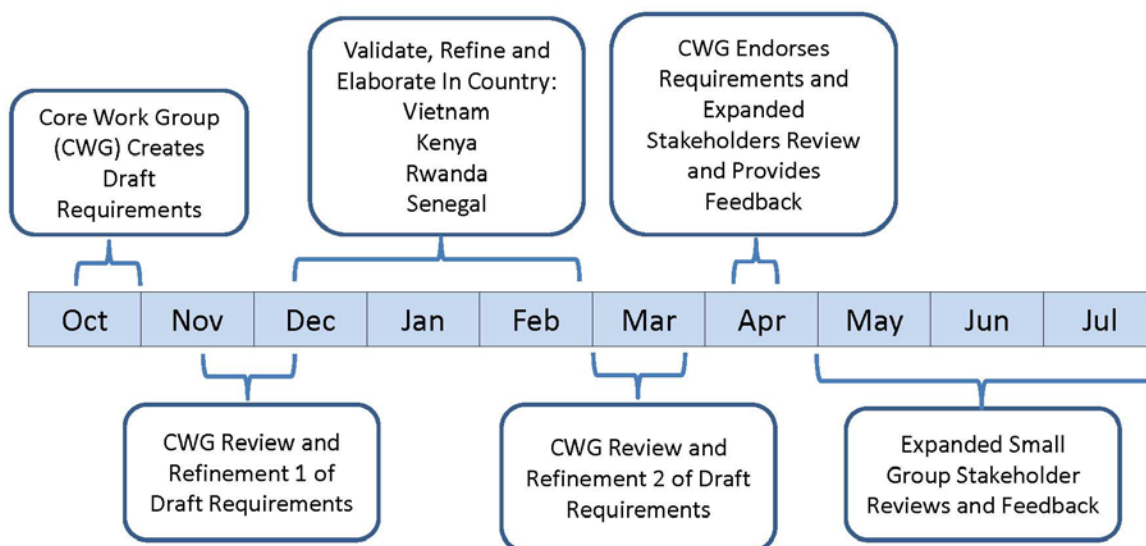 Core Work Group
(CWG) Creates
Draft
Requirements
Validate, Refine and
Elaborate In Country:
Vietnam
Kenya
Rwanda
Senegal
CWG Endorses
Requirements and
Expanded
Stakeholders Review
and Provides
Feedback
Oct Nov Dec Jan Feb Mar Apr May Jun Jul
CWG Review and
Refinement 1 of
Draft Requirements
CWG Review and
Refinement 2 of Draft
Requirements
Expanded Small
Group Stakeholder
Reviews and Feedback